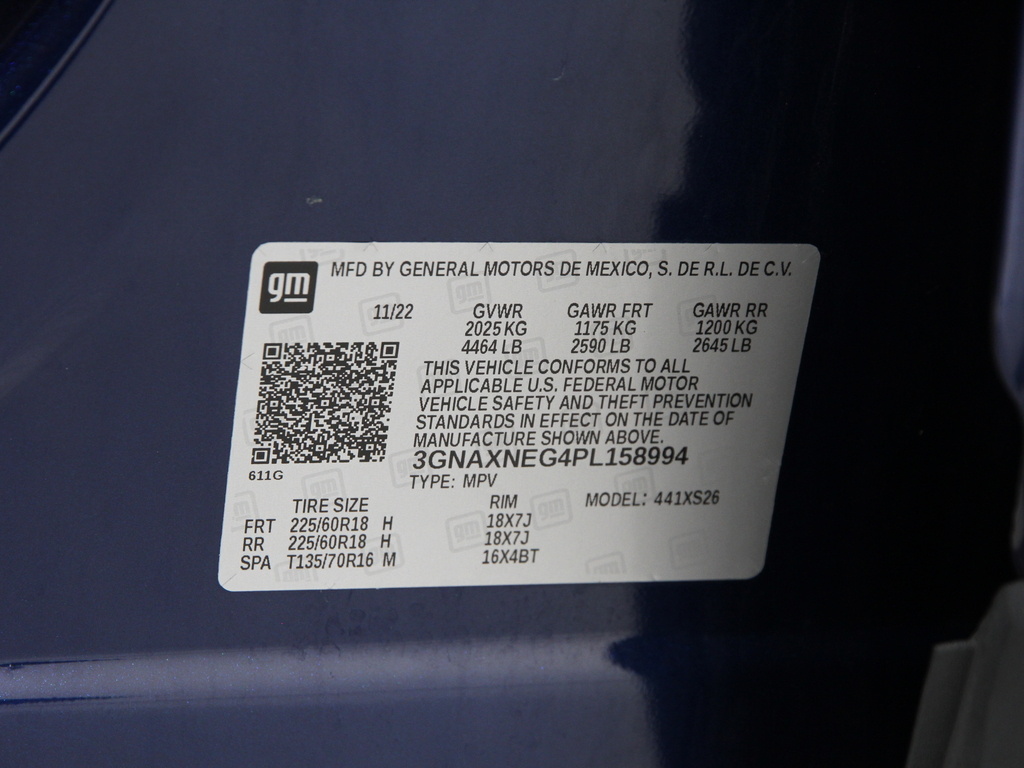 gm
MFD BY GENERAL MOTORS DE MEXICO, S. DE R.L. DE C.V.
11/22 GVWR GAWR FRT GAWR RR
2025 KG 1175 KG 1200 KG
4464 LB 2590 LB 2645 LB
THIS VEHICLE CONFORMS TO ALL
APPLICABLE U.S. FEDERAL MOTOR
VEHICLE SAFETY AND THEFT PREVENTION
STANDARDS IN EFFECT ON THE DATE OF
MANUFACTURE SHOWN ABOVE.
3GNAXNEG4PL158994
611G
TYPE: MPV
TIRE SIZE RIM MODEL: 441XS26
FRT 225/60R18 H 18X7J
RR 225/60R18 H 18X7J
SPA T135/70R16 M 16X4BT